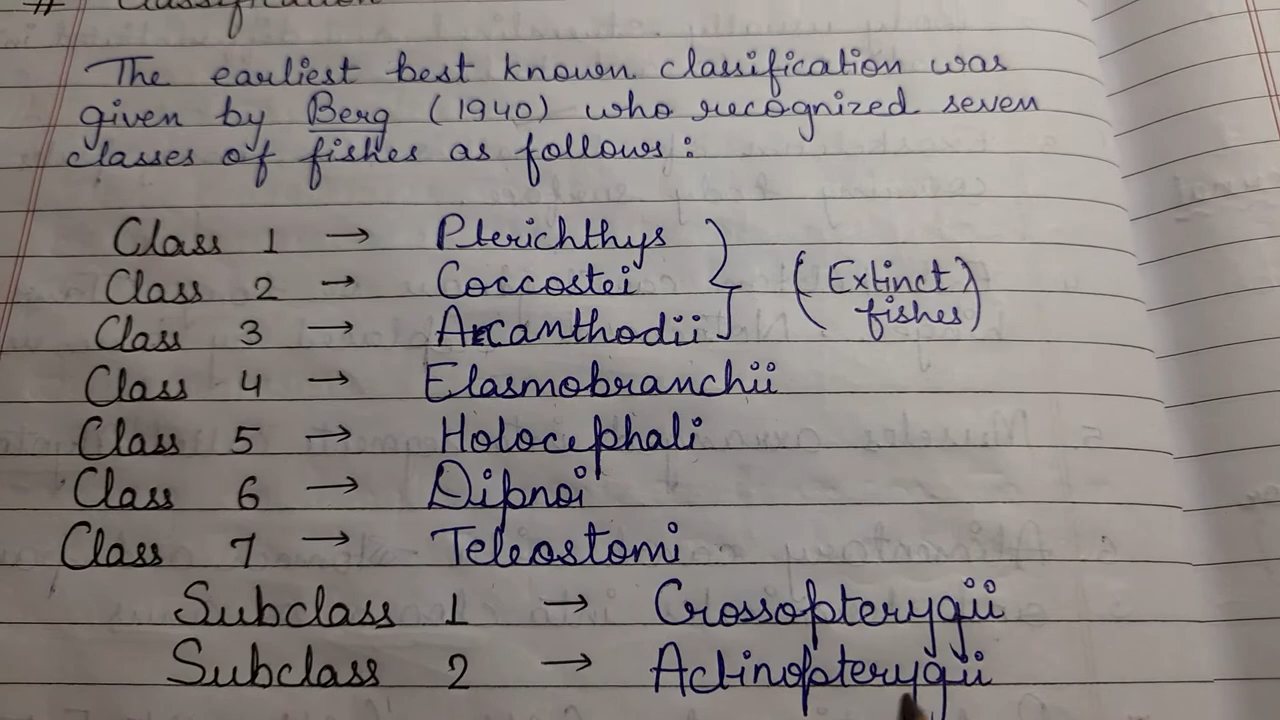 # Classification
The earliest best known classification was
given by Berg (1940) who recognized seven
classes of fishes as follows:
Class 1 → Pterichthys
Class 2 → Coccostei
(Extinct fishes)
Class 3 → Acanthodii
Class 4 → Elasmobranchii
Class 5 → Holocephali
Class 6 → Dipnoi
Class 7 → Teleostomi
Subclass 1 → Crossopterygii
Subclass 2 → Actinopterygii